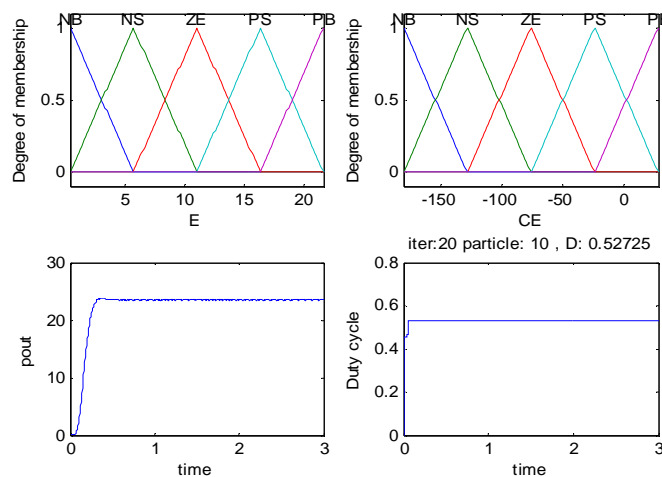 NB NS ZE PS PB
1
0.5
0
Degree of membership
5 10 15 20
E
NB NS ZE PS
1
0.5
0
Degree of membership
-150 -100 -50 0
CE
30
20
10
0
pout
0 1 2 3
time
iter:20 particle: 10 , D: 0.52725
0.8
0.6
0.4
0.2
0
Duty cycle
0 1 2 3
time